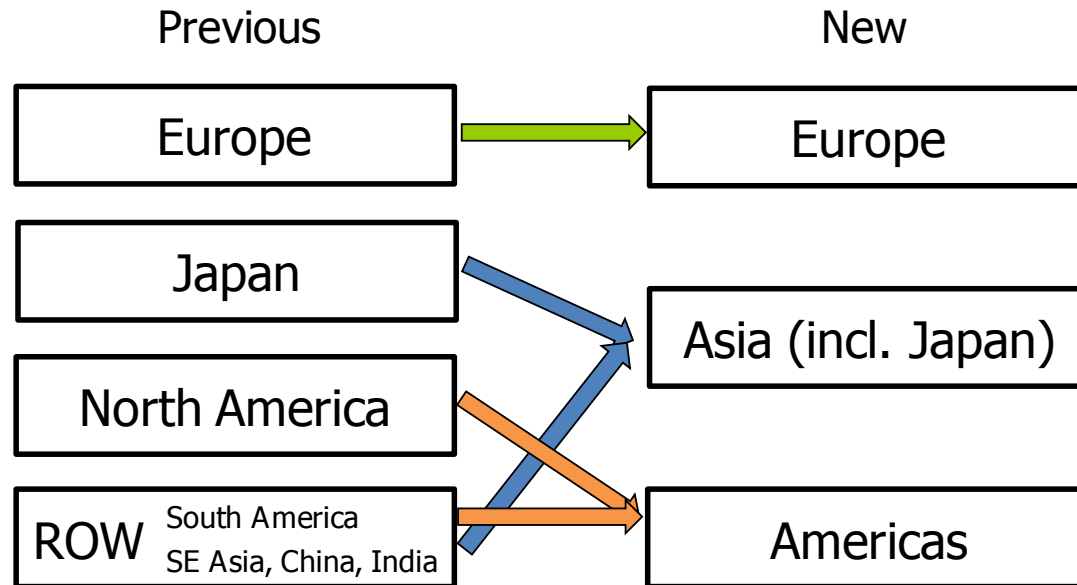 Previous
New
Europe
Europe
Japan
Asia (incl. Japan)
North America
ROW
South America
SE Asia, China, India
Americas